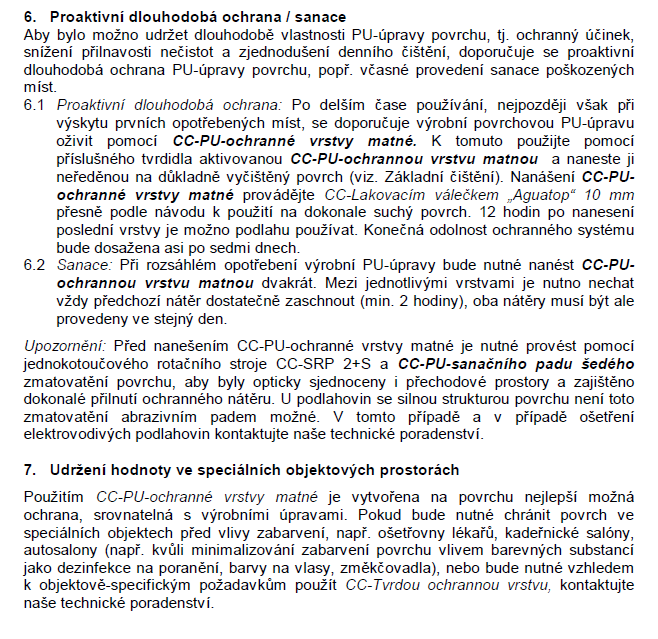 6. Proaktivní dlouhodobá ochrana / sanace
Aby bylo možno udržet dlouhodobě vlastnosti PU-úpravy povrchu, tj. ochranný účinek,
snížení přilnavosti nečistot a zjednodušení denního čištění, doporučuje se proaktivní
dlouhodobá ochrana PU-úpravy povrchu, popř. včasné provedení sanace poškozených
míst.
6.1 Proaktivní dlouhodobá ochrana: Po delším čase používání, nejpozději však při
výskytu prvních opotřebených míst, se doporučuje výrobní povrchovou PU-úpravu
oživit pomocí CC-PU-ochranné vrstvy matné. K tomuto použijte pomocí
příslušného tvrdidla aktivovanou CC-PU-ochrannou vrstvu matnou a naneste ji
neředěnou na důkladně vyčištěný povrch (viz. Základní čištění). Nanášení CC-PU-
ochranné vrstvy matné provádějte CC-Lakovacím válečkem „Aguatop“ 10 mm
přesně podle návodu k použití na dokonale suchý povrch. 12 hodin po nanesení
poslední vrstvy je možno podlahu používat. Konečná odolnost ochranného systému
bude dosažena asi po sedmi dnech.
6.2 Sanace: Při rozsáhlém opotřebení výrobní PU-úpravy bude nutné nanést CC-PU-
ochrannou vrstvu matnou dvakrát. Mezi jednotlivými vrstvami je nutno nechat
vždy předchozí nátěr dostatečně zaschnout (min. 2 hodiny), oba nátěry musí být ale
provedeny ve stejný den.
Upozornění: Před nanešením CC-PU-ochranné vrstvy matné je nutné provést pomocí
jednokotoučového rotačního stroje CC-SRP 2+S a CC-PU-sanačního padu šedého
zmatovatění povrchu, aby byly opticky sjednoceny i přechodové prostory a zajištěno
dokonalé přilnutí ochranného nátěru. U podlahovin se silnou strukturou povrchu není toto
zmatovatění abrazivním padem možné. V tomto případě a v případě ošetření
elektrovodivých podlahovin kontaktujte naše technické poradenství.
7. Udržení hodnoty ve speciálních objektových prostorách
Použitím CC-PU-ochranné vrstvy matné je vytvořena na povrchu nejlepší možná
ochrana, srovnatelná s výrobními úpravami. Pokud bude nutné chránit povrch ve
speciálních objektech před vlivy zabarvení, např. ošetřovny lékařů, kadeřnické salóny,
autosalony (např. kvůli minimalizování zabarvení povrchu vlivem barevných substancí
jako dezinfekce na poranění, barvy na vlasy, změkčovadla), nebo bude nutné vzhledem
k objektově-specifickým požadavkům použít CC-Tvrdou ochrannou vrstvu, kontaktujte
naše technické poradenství.